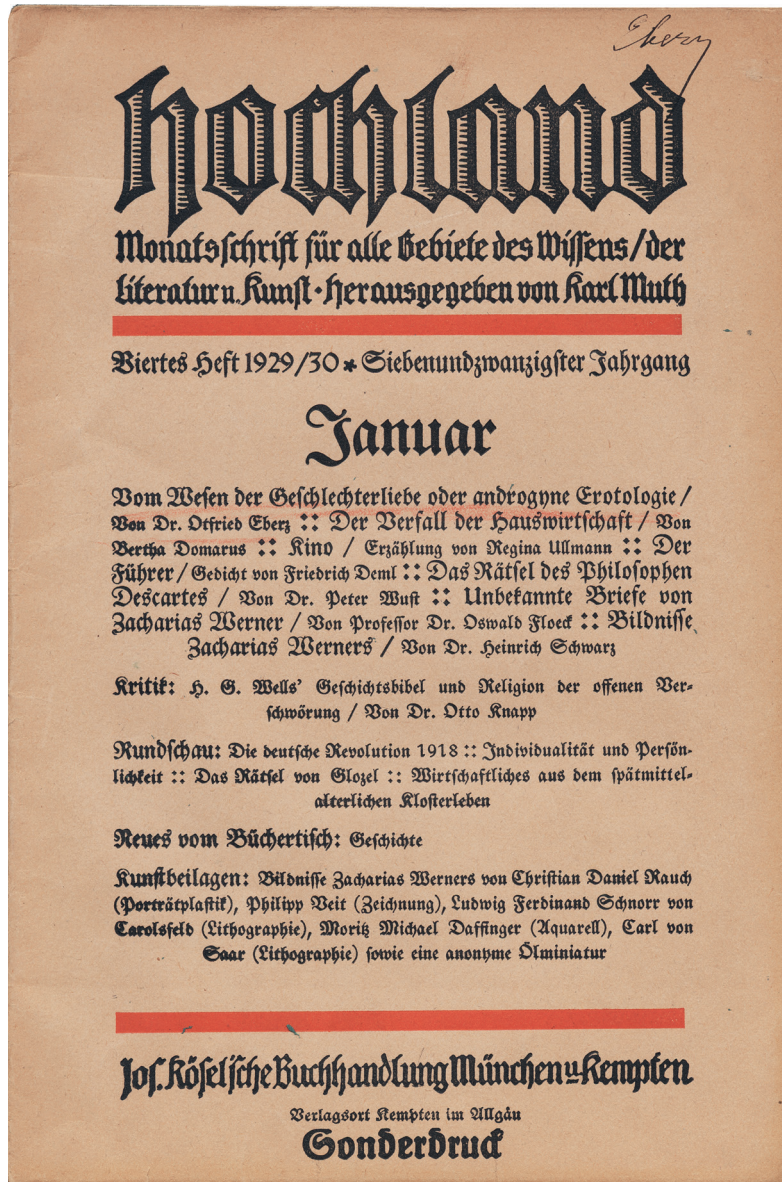 Eberz
Hochland
Monatsschrift für alle Gebiete des Wissens/der
Literatur u. Kunst · Herausgegeben von Karl Muth
Viertes Heft 1929/30 * Siebenundzwanzigster Jahrgang
Januar
Vom Wesen der Geschlechterliebe oder androgyne Erotologie /
Von Dr. Otfried Eberz :: Der Verfall der Hauswirtschaft / Von
Bertha Domarus :: Kino / Erzählung von Regina Ullmann :: Der
Führer / Gedicht von Friedrich Deml :: Das Rätsel des Philosophen
Descartes / Von Dr. Peter Wust :: Unbekannte Briefe von
Zacharias Werner / Von Professor Dr. Oswald Floeck :: Bildnisse
Zacharias Werners / Von Dr. Heinrich Schwarz
Kritik: H. G. Wells' Geschichtsbibel und Religion der offenen Ver-
schwörung / Von Dr. Otto Knapp
Rundschau: Die deutsche Revolution 1918 :: Individualität und Persön-
lichkeit :: Das Rätsel von Glozel :: Wirtschaftliches aus dem spätmittel-
alterlichen Klosterleben
Neues vom Büchertisch: Geschichte
Kunstbeilagen: Bildnisse Zacharias Werners von Christian Daniel Rauch
(Porträtplastik), Philipp Veit (Zeichnung), Ludwig Ferdinand Schnorr von
Carolsfeld (Lithographie), Moritz Michael Daffinger (Aquarell), Carl von
Saar (Lithographie) sowie eine anonyme Ölminiatur
Jos. Kösel'sche Buchhandlung München u. Kempten
Verlagsort Kempten im Allgäu
Sonderdruck